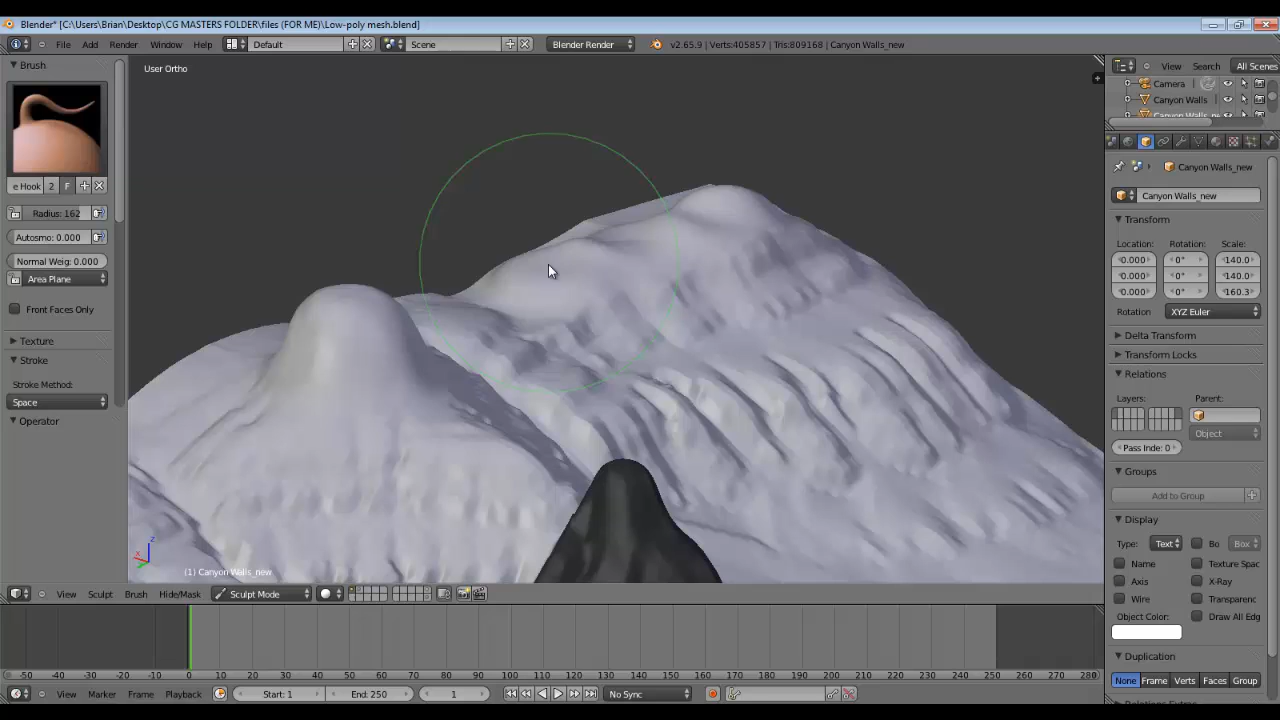 Blender* [C:\Users\Brian\Desktop\CG MASTERS FOLDER\files (FOR ME)\Low-poly mesh.blend]
File Add Render Window Help Default Scene Blender Render v2.65.9 | Verts:405857 | Tris:809168 | Canyon Walls_new
Brush
e Hook 2 F
Radius: 162
Autosmo: 0.000
Normal Weig: 0.000
Area Plane
Front Faces Only
Texture
Stroke
Stroke Method:
Space
Operator
User Ortho
(1) Canyon Walls_new
View Sculpt Brush Hide/Mask Sculpt Mode
-50 -40 -30 -20 -10 0 10 20 30 40 50 60 70 80 90 100 110 120 130 140 150 160 170 180 190 200 210 220 230 240 250 260 270 280
View Marker Frame Playback Start: 1 End: 250 1 No Sync
View Search All Scenes
Camera
Canyon Walls
Canyon Walls_ne
Canyon Walls_new
Canyon Walls_new
Transform
Location: Rotation: Scale:
0.000 0° 140.0
0.000 0° 140.0
0.000 0° 160.3
Rotation XYZ Euler
Delta Transform
Transform Locks
Relations
Layers: Parent:
Object
Pass Inde: 0
Groups
Add to Group
Display
Type: Text Bo Box
Name Texture Spac
Axis X-Ray
Wire Transparenc
Object Color: Draw All Edg
Duplication
None Frame Verts Faces Group